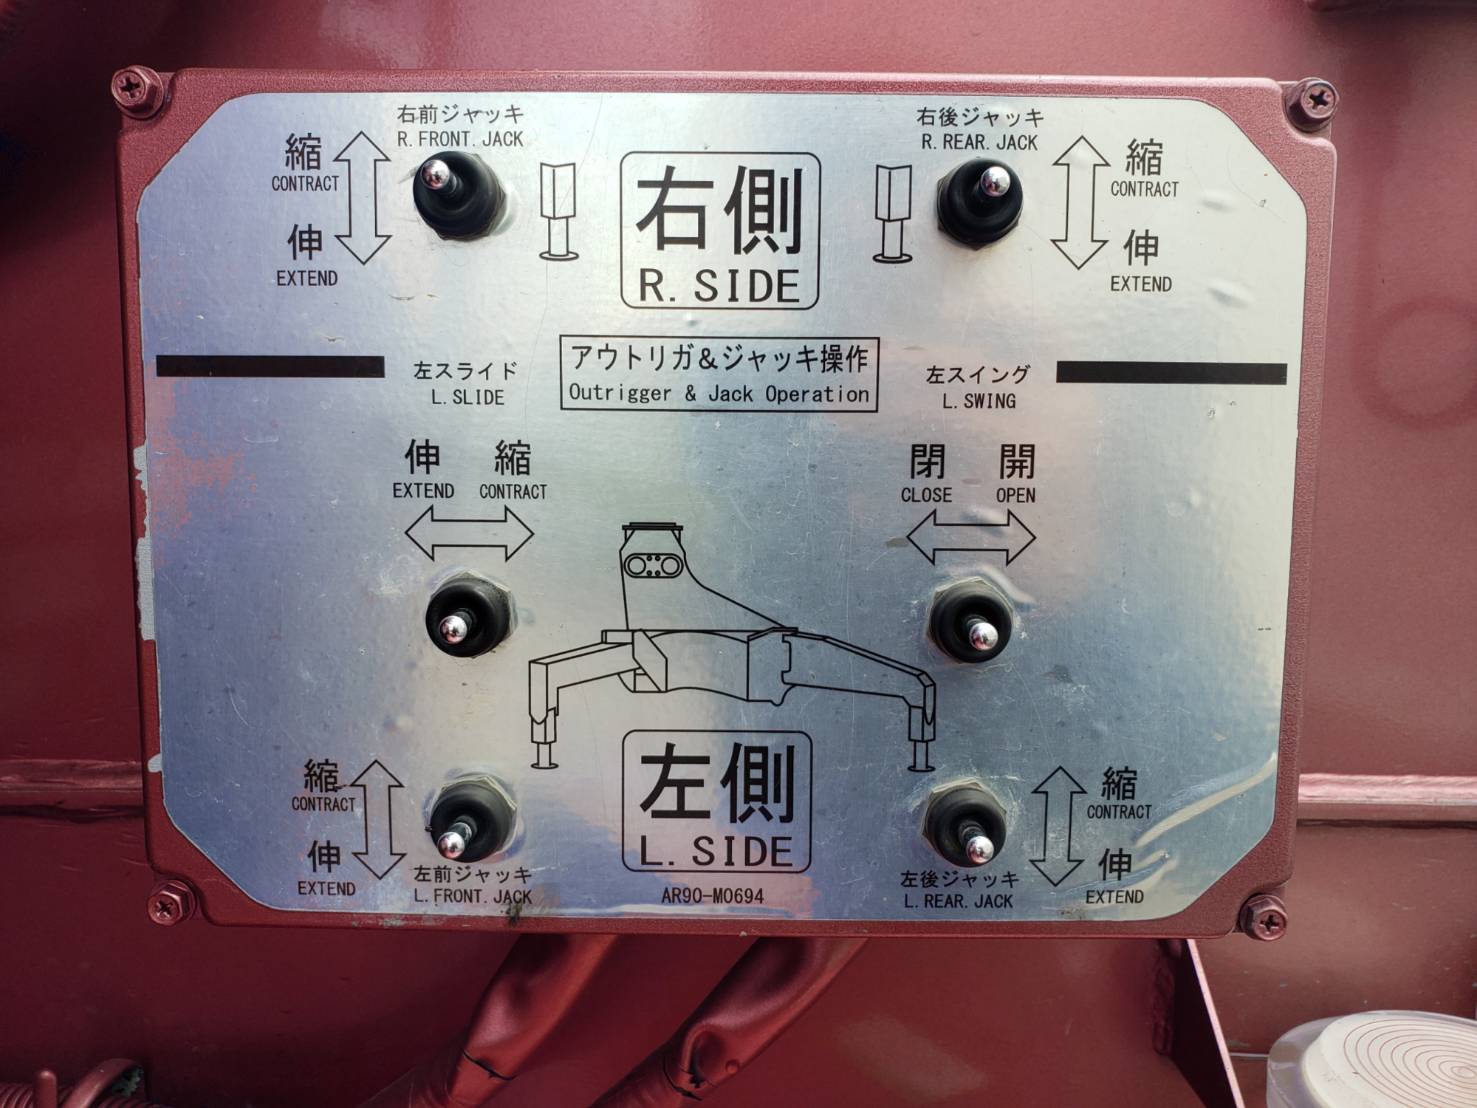 右前ジャッキ
R.FRONT.JACK
縮
CONTRACT
伸
EXTEND
右側
R.SIDE
右後ジャッキ
R.REAR.JACK
縮
CONTRACT
伸
EXTEND
アウトリガ&ジャッキ操作
Outrigger & Jack Operation
左スライド
L.SLIDE
伸 縮
EXTEND CONTRACT
左スイング
L.SWING
閉 開
CLOSE OPEN
縮
CONTRACT
伸
EXTEND
左前ジャッキ
L.FRONT.JACK
左側
L.SIDE
AR90-M0694
左後ジャッキ
L.REAR.JACK
縮
CONTRACT
伸
EXTEND